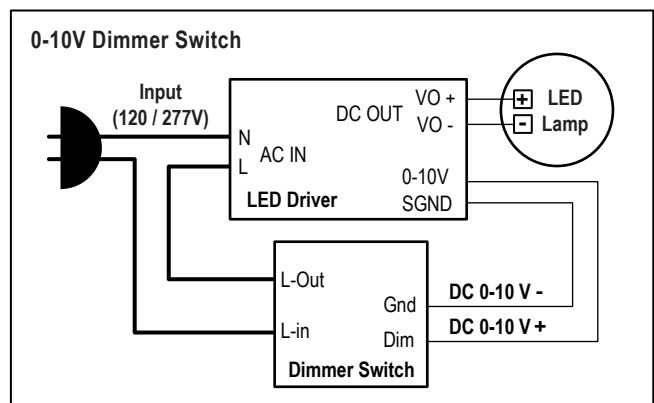 0-10V Dimmer Switch
Input
(120 / 277V)
N
L
AC IN
DC OUT
VO +
VO -
+ LED
- Lamp
0-10V
SGND
LED Driver
L-Out
L-in
Gnd
Dim
Dimmer Switch
DC 0-10 V -
DC 0-10 V +